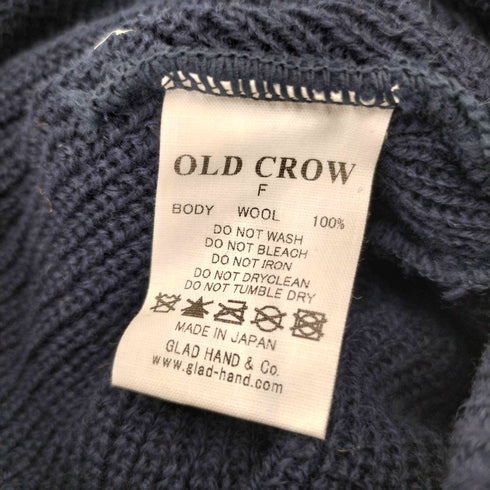 OLD CROW
F
BODY WOOL 100%
DO NOT WASH
DO NOT BLEACH
DO NOT IRON
DO NOT DRYCLEAN
DO NOT TUMBLE DRY
MADE IN JAPAN
GLAD HAND & Co.
www.glad-hand.com